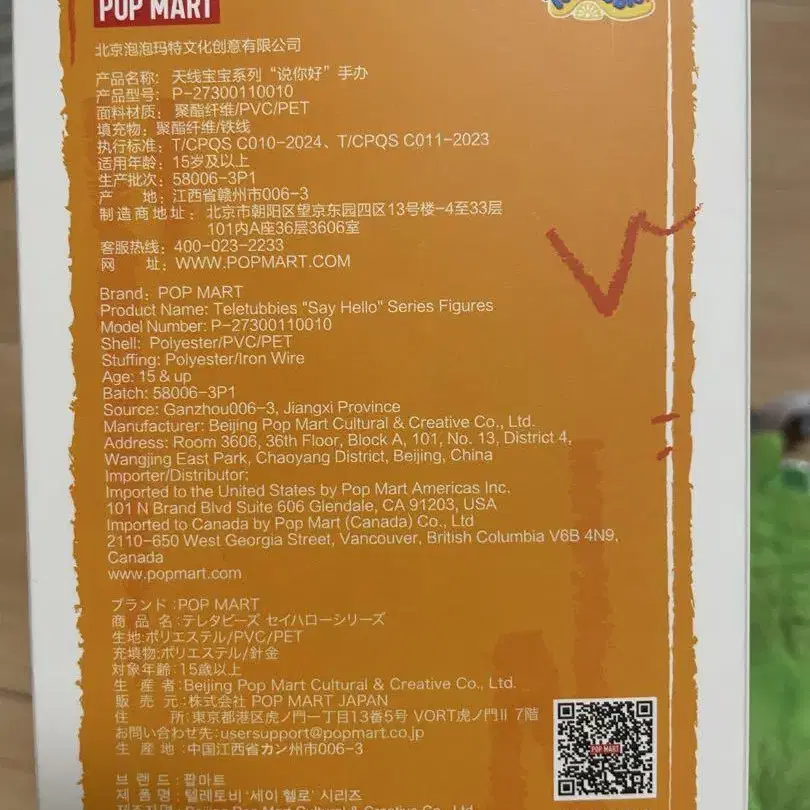 POP MART
北京泡泡玛特文化创意有限公司
产品名称： 天线宝宝系列“说你好”手办
产品型号： P-27300110010
面料材质： 聚酯纤维/PVC/PET
填充物：聚酯纤维/铁线
执行标准：T/CPQS C010-2024、T/CPQS C011-2023
适用年龄：15岁及以上
生产批次：58006-3P1
产 地：江西省赣州市006-3
制造商地址：北京市朝阳区望京东园四区13号楼-4至33层
101内A座36层3606室
客服热线：400-023-2233
网 址：WWW.POPMART.COM
Brand：POP MART
Product Name: Teletubbies "Say Hello" Series Figures
Model Number: P-27300110010
Shell: Polyester/PVC/PET
Stuffing: Polyester/Iron Wire
Age: 15 & up
Batch: 58006-3P1
Source: Ganzhou006-3, Jiangxi Province
Manufacturer: Beijing Pop Mart Cultural & Creative Co., Ltd.
Address: Room 3606, 36th Floor, Block A, 101, No. 13, District 4,
Wangjing East Park, Chaoyang District, Beijing, China
Importer/Distributor:
Imported to the United States by Pop Mart Americas Inc.
101 N Brand Blvd Suite 606 Glendale, CA 91203, USA
Imported to Canada by Pop Mart (Canada) Co., Ltd
2110-650 West Georgia Street, Vancouver, British Columbia V6B 4N9,
Canada
www.popmart.com
ブランド：POP MART
商 品 名：テレタビーズ セイハローシリーズ
生地:ポリエステル/PVC/PET
充填物:ポリエステル/針金
対象年齢:15歳以上
生 産 者：Beijing Pop Mart Cultural & Creative Co., Ltd.
販 売 元：株式会社 POP MART JAPAN
住 所：東京都港区虎ノ門一丁目13番5号 VORT虎ノ門Ⅱ 7階
お問い合わせ先：usersupport@popmart.co.jp
生 産 地：中国江西省カン州市006-3
POP MART
브 랜 드：팝마트
제 품 명：텔레토비 '세이 헬로' 시리즈
제조자명：Beijing Pop Mart Cultural & Creative Co., Ltd.